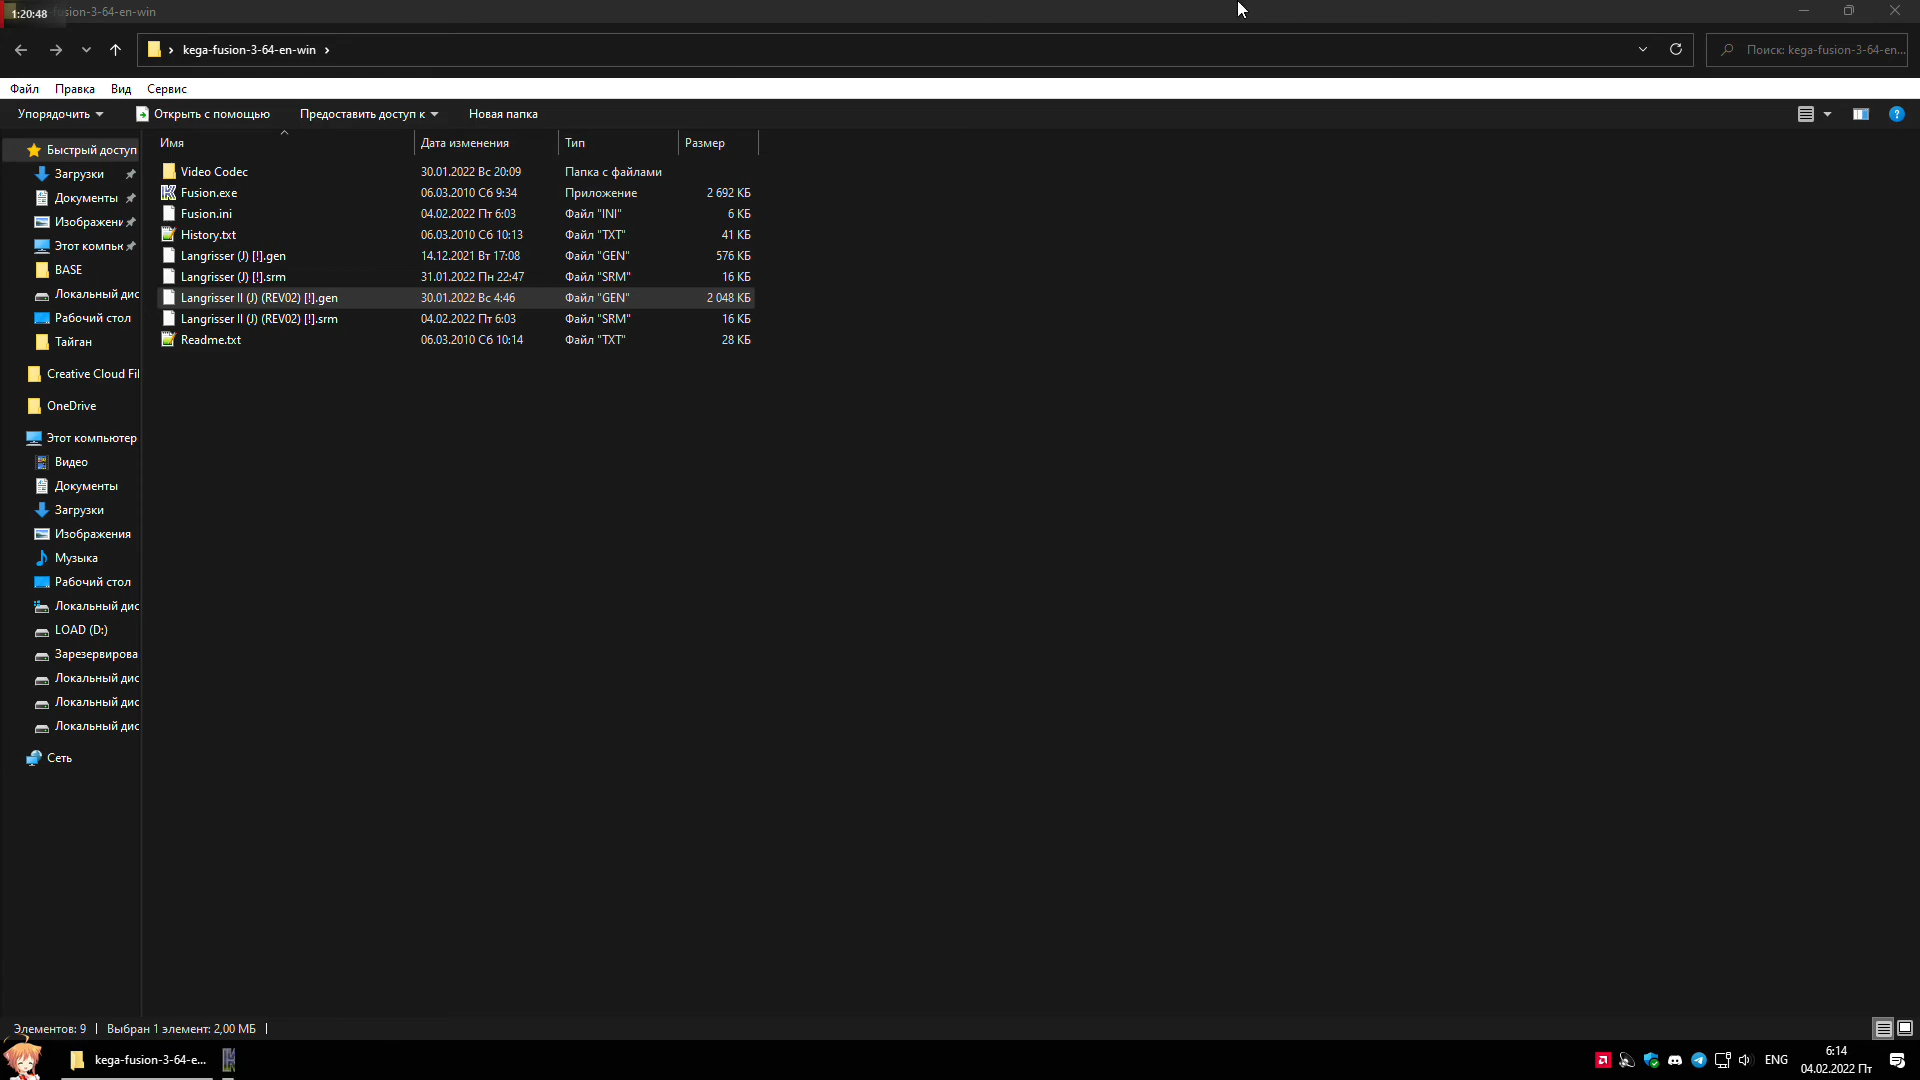 1:20:48
fusion-3-64-en-win
kega-fusion-3-64-en-win
Поиск: kega-fusion-3-64-en...
Файл Правка Вид Сервис
Упорядочить Открыть с помощью Предоставить доступ к Новая папка
Имя Дата изменения Тип Размер
Video Codec 30.01.2022 Вс 20:09 Папка с файлами
Fusion.exe 06.03.2010 Сб 9:34 Приложение 2 692 КБ
Fusion.ini 04.02.2022 Пт 6:03 Файл "INI" 6 КБ
History.txt 06.03.2010 Сб 10:13 Файл "TXT" 41 КБ
Langrisser (J) [!].gen 14.12.2021 Вт 17:08 Файл "GEN" 576 КБ
Langrisser (J) [!].srm 31.01.2022 Пн 22:47 Файл "SRM" 16 КБ
Langrisser II (J) (REV02) [!].gen 30.01.2022 Вс 4:46 Файл "GEN" 2 048 КБ
Langrisser II (J) (REV02) [!].srm 04.02.2022 Пт 6:03 Файл "SRM" 16 КБ
Readme.txt 06.03.2010 Сб 10:14 Файл "TXT" 28 КБ
Быстрый доступ
Загрузки
Документы
Изображени
Этот компьк
BASE
Локальный дис
Рабочий стол
Тайган
Creative Cloud Fil
OneDrive
Этот компьютер
Видео
Документы
Загрузки
Изображения
Музыка
Рабочий стол
Локальный дис
LOAD (D:)
Зарезервирова
Локальный дис
Локальный дис
Локальный дис
Сеть
Элементов: 9 Выбран 1 элемент: 2,00 МБ
kega-fusion-3-64-e...
ENG
6:14
04.02.2022 Пт